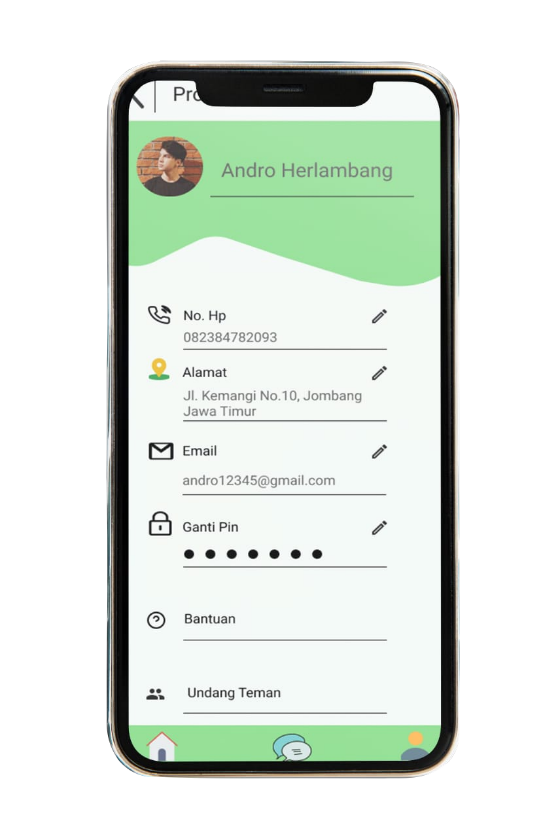 Andro Herlambang
No. Hp
082384782093
Alamat
Jl. Kemangi No.10, Jombang
Jawa Timur
Email
andro12345@gmail.com
Ganti Pin
Bantuan
Undang Teman